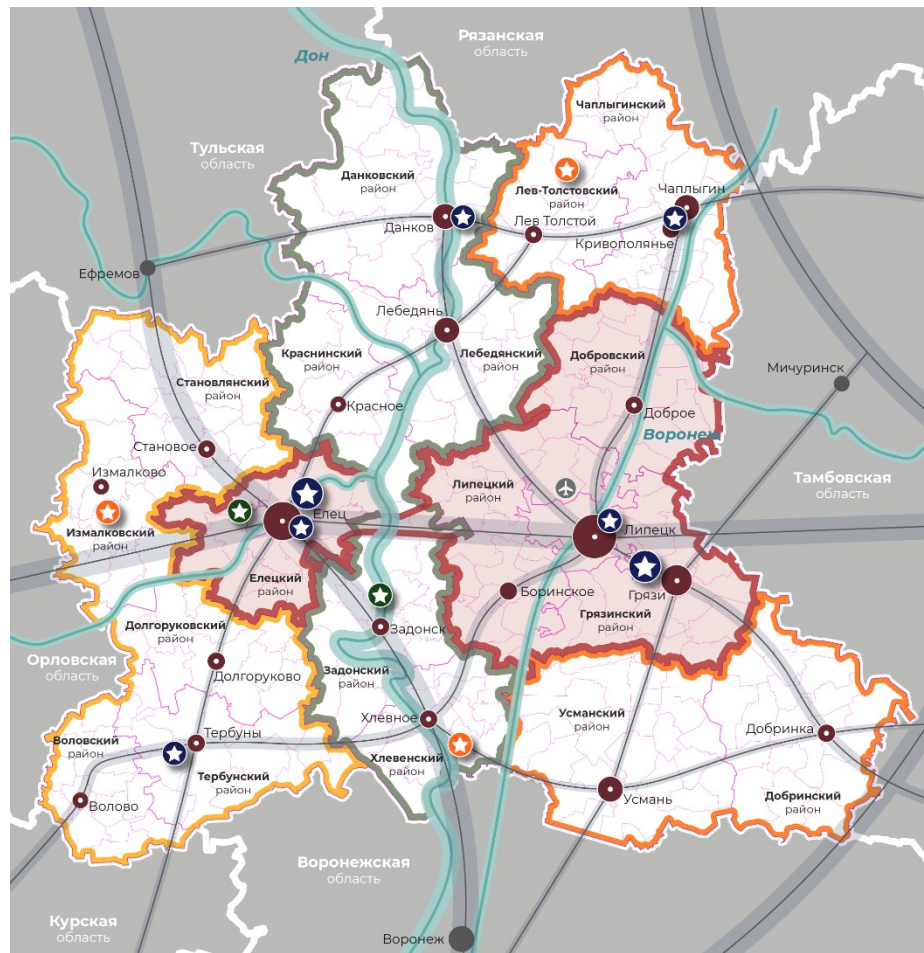 Рязанская
область
Дон
Чаплыгинский
район
Тульская
область
Данковский
район
Лев-Толстовский
район
Чаплыгин
Данков
Лев Толстой
Кривополянье
Ефремов
Лебедянь
Краснинский
район
Лебедянский
район
Добровский
район
Мичуринск
Становлянский
район
Красное
Доброе
Воронеж
Становое
Измалково
Липецкий
район
Тамбовская
область
Елец
Измалковский
район
Липецк
Елецкий
район
Боринское
Грязи
Грязинский
район
Долгоруковский
район
Задонск
Орловская
область
Долгоруково
Задонский
район
Усманский
район
Хлевное
Тербуны
Добринка
Воловский
район
Хлевенский
район
Тербунский
район
Волово
Усмань
Добринский
район
Воронежская
область
Курская
область
Воронеж